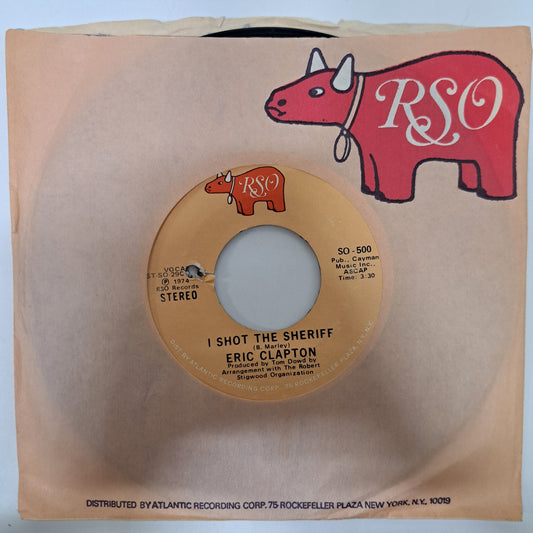 RSO
RSO
VOCAL
ST-SO-290
Ⓟ 1974
RSO Records
STEREO
SO-500
Pub., Cayman
Music Inc.,
ASCAP
Time: 3:30
I SHOT THE SHERIFF
(B. Marley)
ERIC CLAPTON
Produced by Tom Dowd by
Arrangement with The Robert
Stigwood Organization
DIST. BY ATLANTIC RECORDING CORP. 75 ROCKEFELLER PLAZA, N.Y., N.Y.
DISTRIBUTED BY ATLANTIC RECORDING CORP. 75 ROCKEFELLER PLAZA NEW YORK, N.Y., 10019